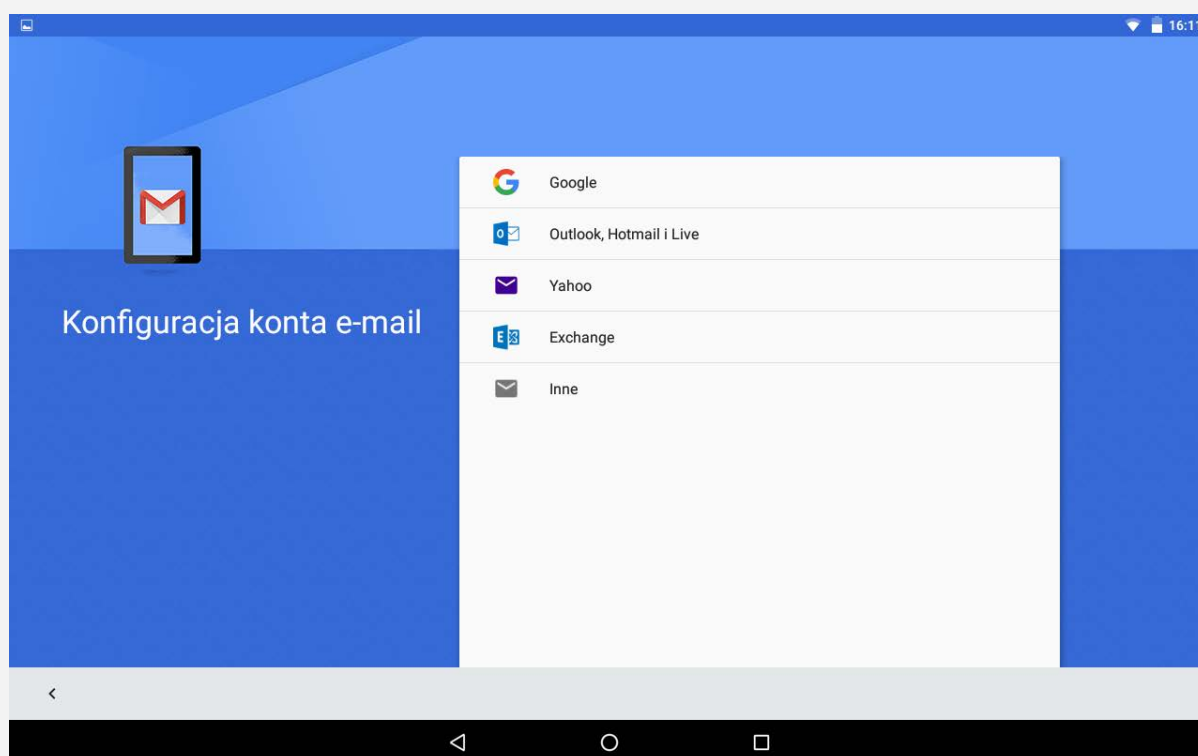 16:11
Konfiguracja konta e-mail
Google
Outlook, Hotmail i Live
Yahoo
Exchange
Inne